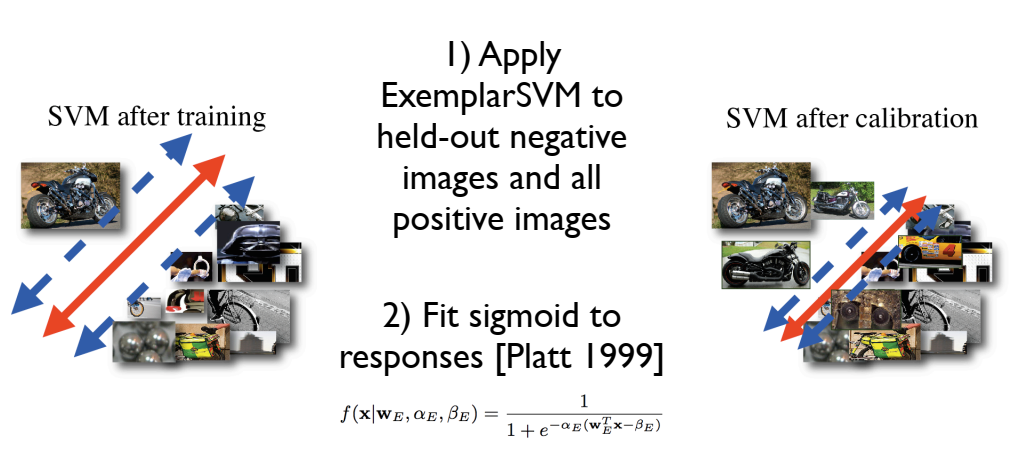 SVM after training
1) Apply
ExemplarSVM to
held-out negative
images and all
positive images
2) Fit sigmoid to
responses [Platt 1999]
f(x|w_E, α_E, β_E) = 1 / (1 + e^{-α_E(w_E^T x - β_E)})
SVM after calibration